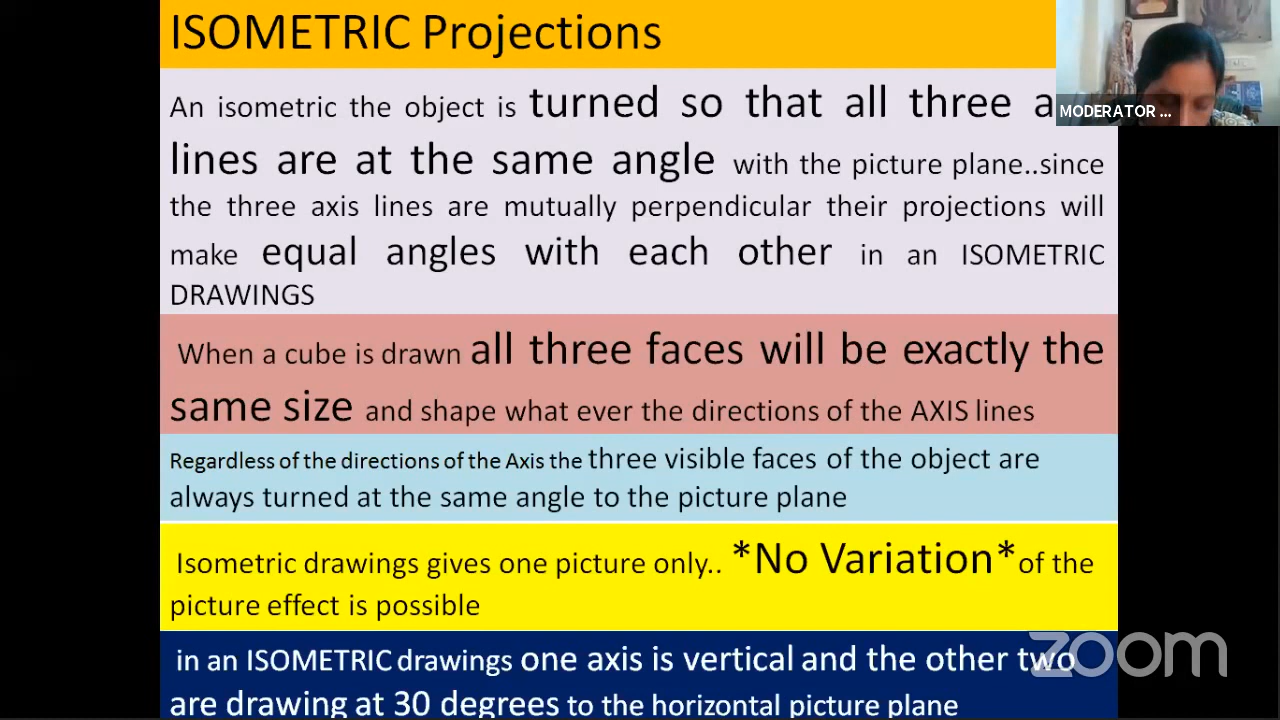 ISOMETRIC Projections
An isometric the object is turned so that all three a
MODERATOR ...
lines are at the same angle with the picture plane..since
the three axis lines are mutually perpendicular their projections will
make equal angles with each other in an ISOMETRIC
DRAWINGS
When a cube is drawn all three faces will be exactly the
same size and shape what ever the directions of the AXIS lines
Regardless of the directions of the Axis the three visible faces of the object are
always turned at the same angle to the picture plane
Isometric drawings gives one picture only.. *No Variation* of the
picture effect is possible
in an ISOMETRIC drawings one axis is vertical and the other two
are drawing at 30 degrees to the horizontal picture plane
zoom